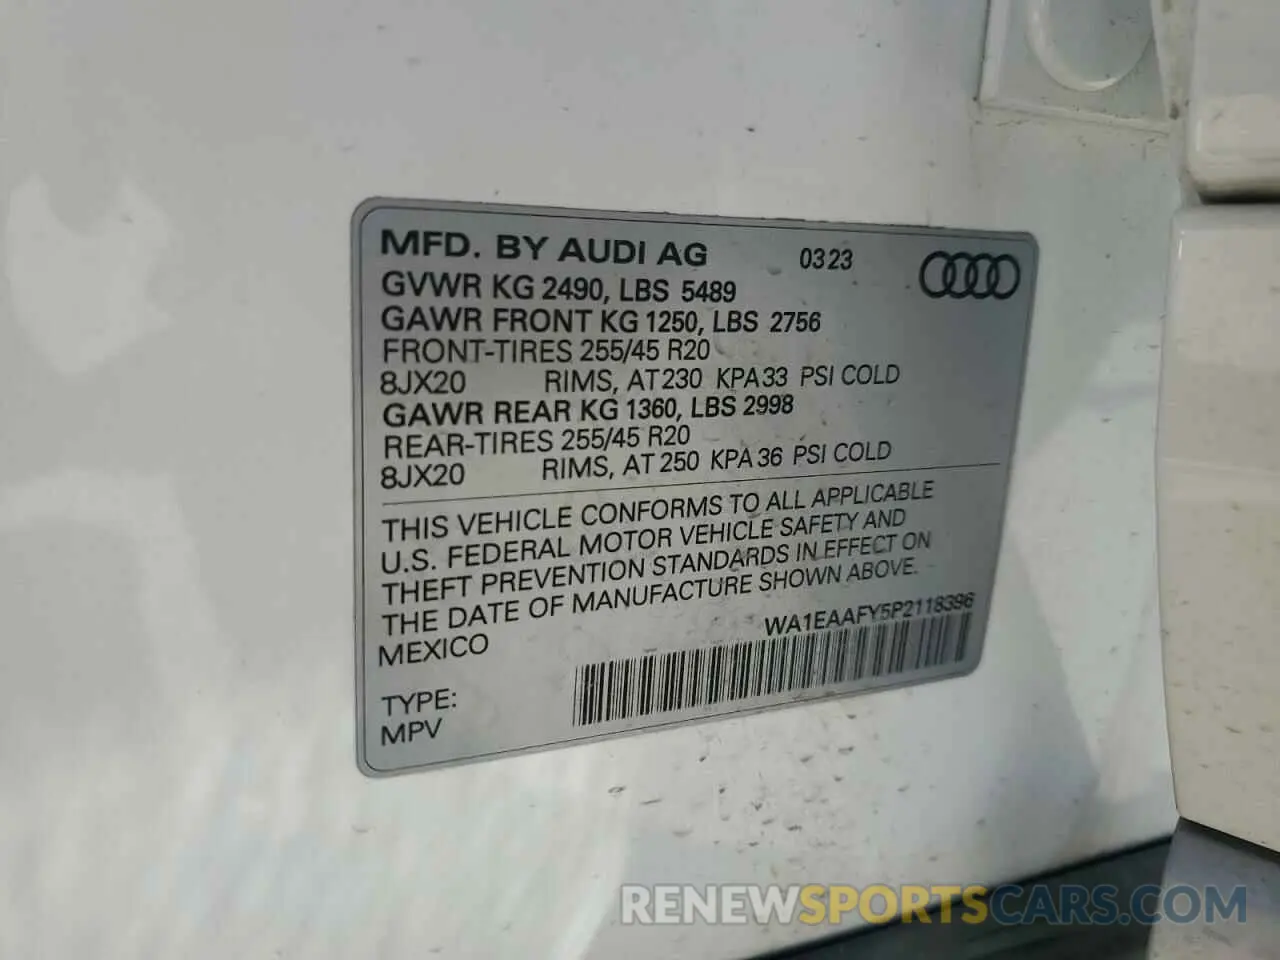 MFD. BY AUDI AG 03 23
GVWR KG 2490, LBS 5489
GAWR FRONT KG 1250, LBS 2756
FRONT-TIRES 255/45 R20
8JX20 RIMS, AT 230 KPA 33 PSI COLD
GAWR REAR KG 1360, LBS 2998
REAR-TIRES 255/45 R20
8JX20 RIMS, AT 250 KPA 36 PSI COLD
THIS VEHICLE CONFORMS TO ALL APPLICABLE
U.S. FEDERAL MOTOR VEHICLE SAFETY AND
THEFT PREVENTION STANDARDS IN EFFECT ON
THE DATE OF MANUFACTURE SHOWN ABOVE.
MEXICO WA1EAAFY5P2118396
TYPE:
MPV
RENEWSPORTSCARS.COM